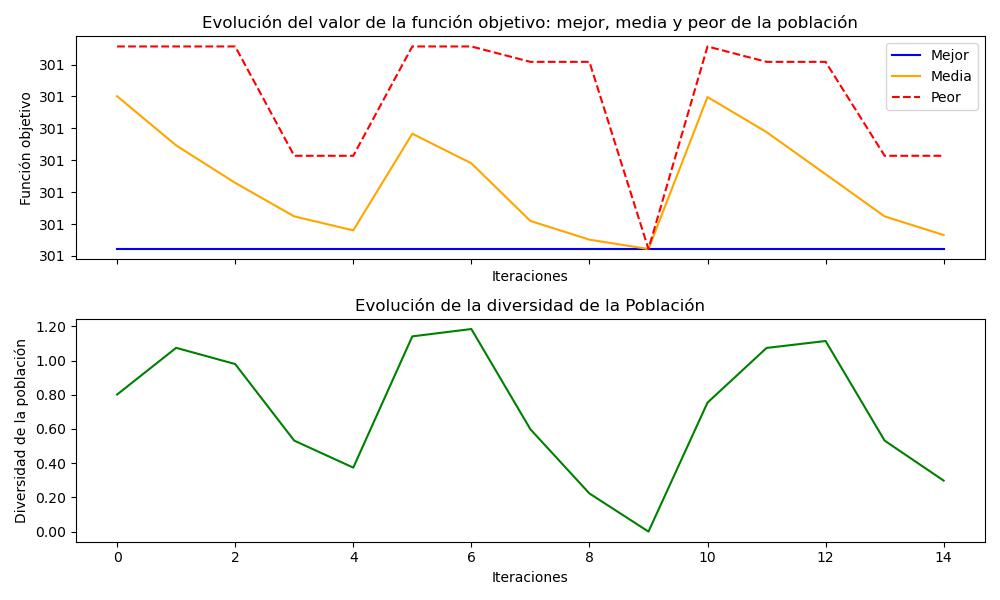 Evolución del valor de la función objetivo: mejor, media y peor de la población
Función objetivo
301
301
301
301
301
301
301
Mejor
Media
Peor
Iteraciones
Evolución de la diversidad de la Población
Diversidad de la población
1.20
1.00
0.80
0.60
0.40
0.20
0.00
0 2 4 6 8 10 12 14
Iteraciones